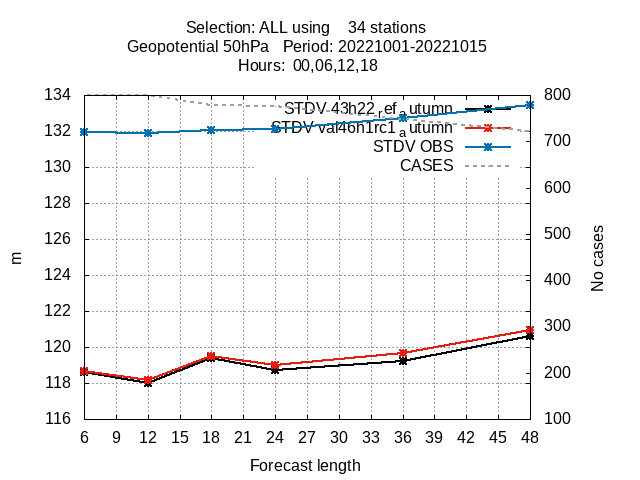 Selection: ALL using 34 stations
Geopotential 50hPa Period: 20221001-20221015
Hours: 00,06,12,18
134 800
STDV 43h22_ref_autumn
132 STDV val46h1rc1_autumn
700
STDV OBS
130 CASES
600
128
126 500
124
m No cases
400
122
120 300
118 200
116 100
6 9 12 15 18 21 24 27 30 33 36 39 42 45 48
Forecast length